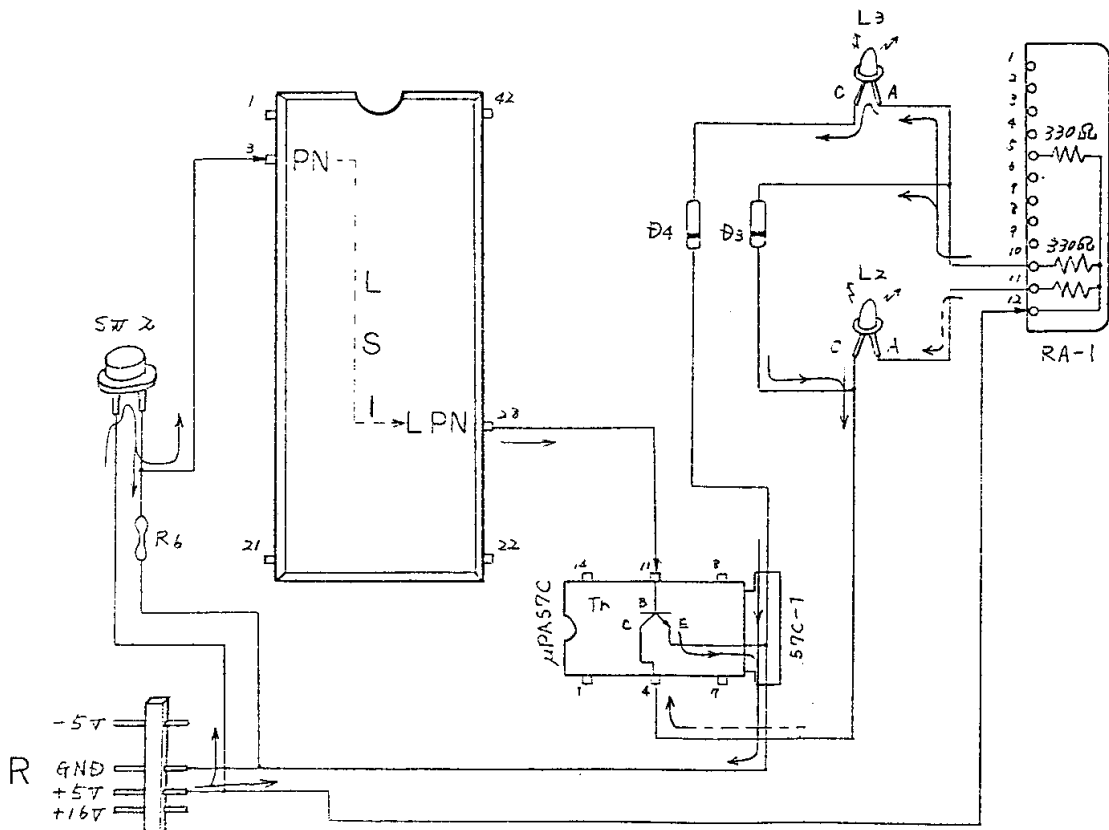 L3
1
2
3
4
5
6
7
8
9
10
11
12
C A
330Ω
330Ω
RA-1
1
42
3
PN
L
S
I
LPN
28
21
22
SW2
R6
D4
D3
L2
C A
14
11
8
Tr
B
C
E
1
4
7
μPA57C
57C-1
-5V
R
GND
+5V
+16V